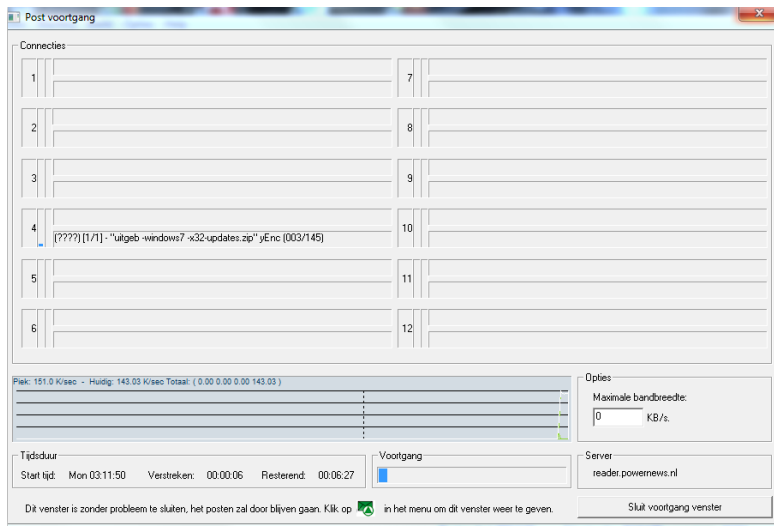 Post voortgang
Connecties
1
7
2
8
3
9
4
(????) [1/1] - "uitgeb -windows7 -x32-updates.zip" yEnc (003/145)
10
5
11
6
12
Piek: 151.0 K/sec - Huidig: 143.03 K/sec Totaal: ( 0.00 0.00 0.00 143.03 )
Opties
Maximale bandbreedte:
0 KB/s.
Tijdsduur
Start tijd: Mon 03:11:50 Verstreken: 00:00:06 Resterend: 00:06:27
Voortgang
Server
reader.powernews.nl
Dit venster is zonder probleem te sluiten, het posten zal door blijven gaan. Klik op in het menu om dit venster weer te geven.
Sluit voortgang venster